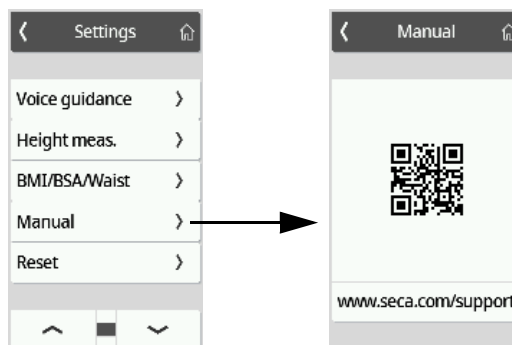 Settings
Voice guidance
Height meas.
BMI/BSA/Waist
Manual
Reset
Manual
www.seca.com/support